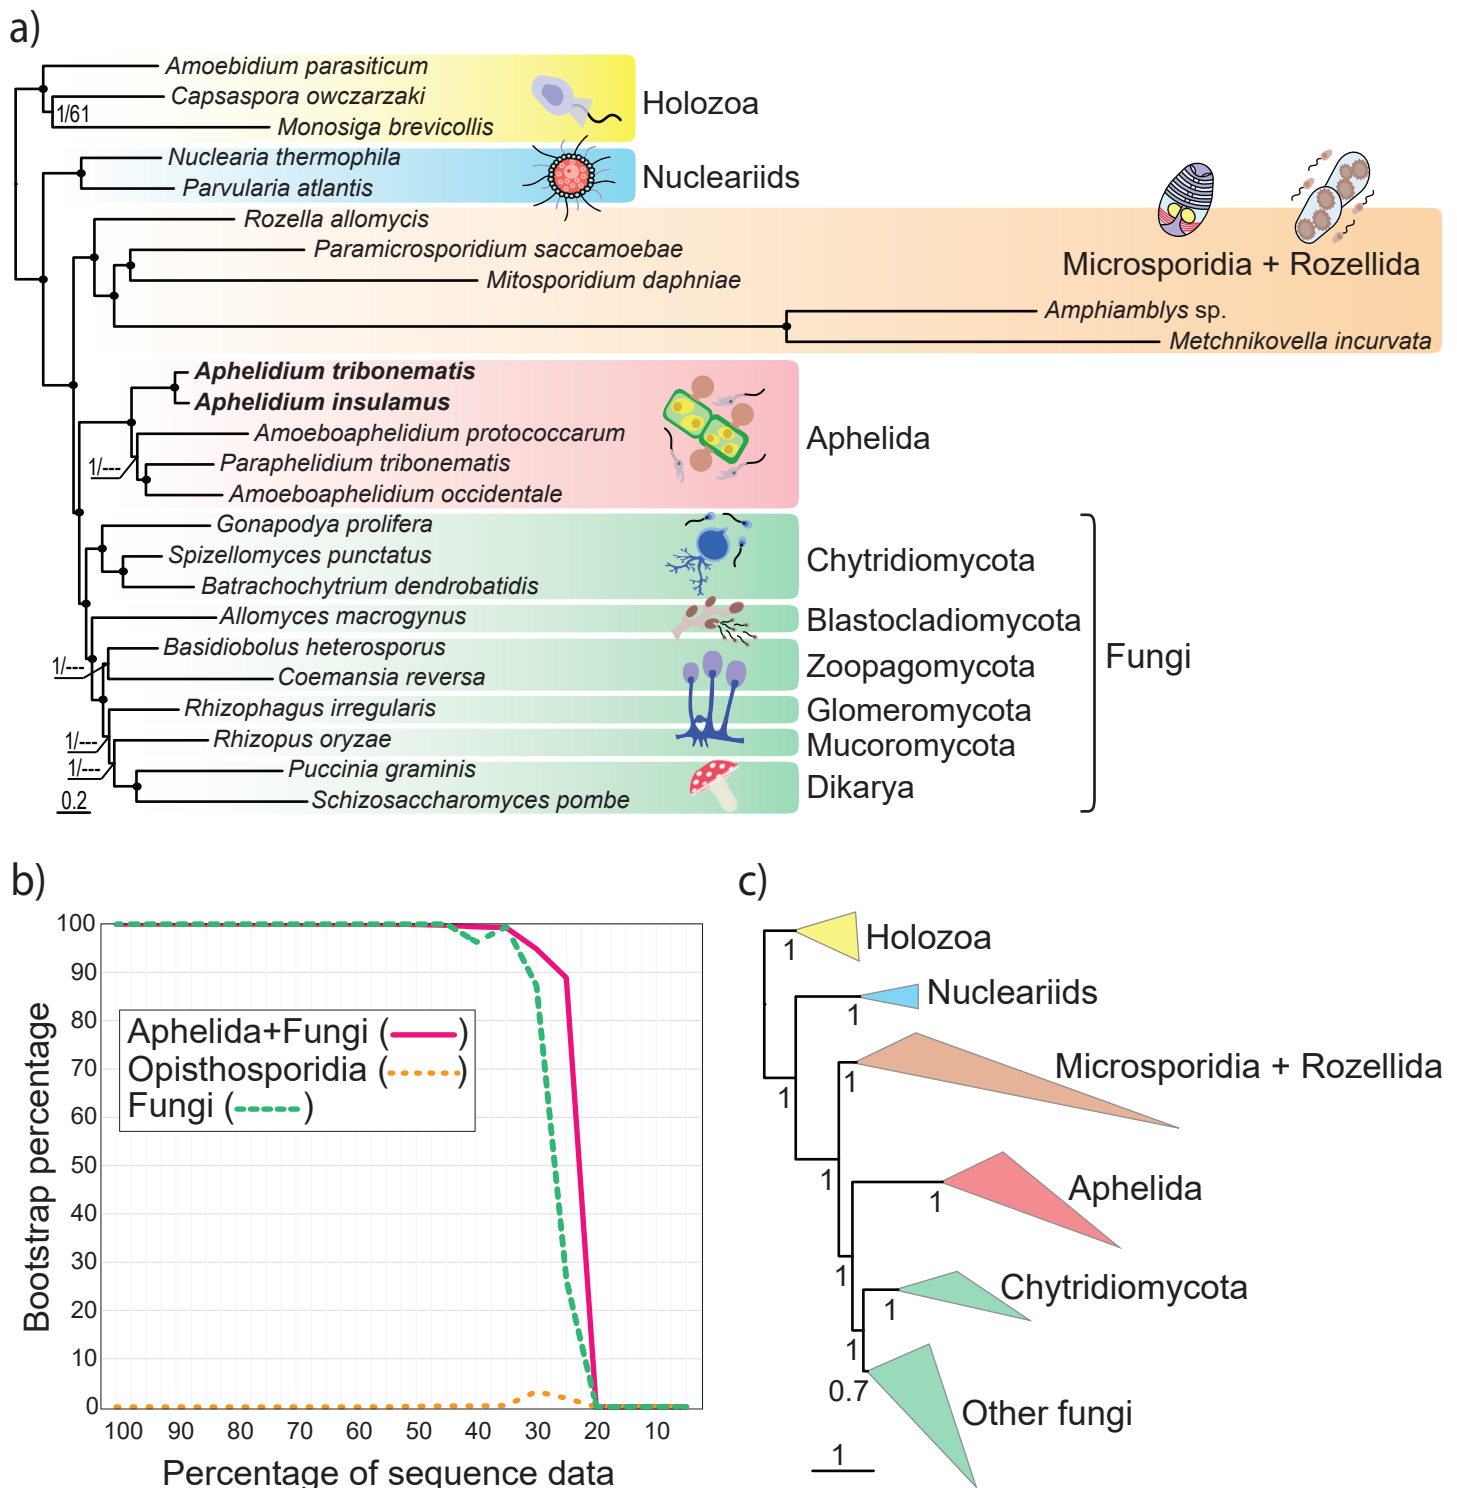 a)
Amoebidium parasiticum
Capsaspora owczarzaki
1/61
Monosiga brevicollis
Holozoa
Nuclearia thermophila
Parvularia atlantis
Nucleariids
Rozella allomycis
Paramicrosporidium saccamoebae
Mitosporidium daphniae
Microsporidia + Rozellida
Amphiamblys sp.
Metchnikovella incurvata
Aphelidium tribonematis
Aphelidium insulamus
Amoeboaphelidium protococcarum
1/---
Paraphelidium tribonematis
Amoeboaphelidium occidentale
Aphelida
Gonapodya prolifera
Spizellomyces punctatus
Batrachochytrium dendrobatidis
Chytridiomycota
Allomyces macrogynus
Blastocladiomycota
Basidiobolus heterosporus
1/---
Coemansia reversa
Zoopagomycota
Fungi
Rhizophagus irregularis
Glomeromycota
1/---
Rhizopus oryzae
Mucoromycota
1/---
Puccinia graminis
Schizosaccharomyces pombe
Dikarya
0.2
b)
Bootstrap percentage
100
90
80
70
60
50
40
30
20
10
0
Aphelida+Fungi ( )
Opisthosporidia ( )
Fungi ( )
100 90 80 70 60 50 40 30 20 10
Percentage of sequence data
c)
1
Holozoa
1
Nucleariids
1
1
Microsporidia + Rozellida
1
1
Aphelida
1
1
Chytridiomycota
1
0.7
Other fungi
1